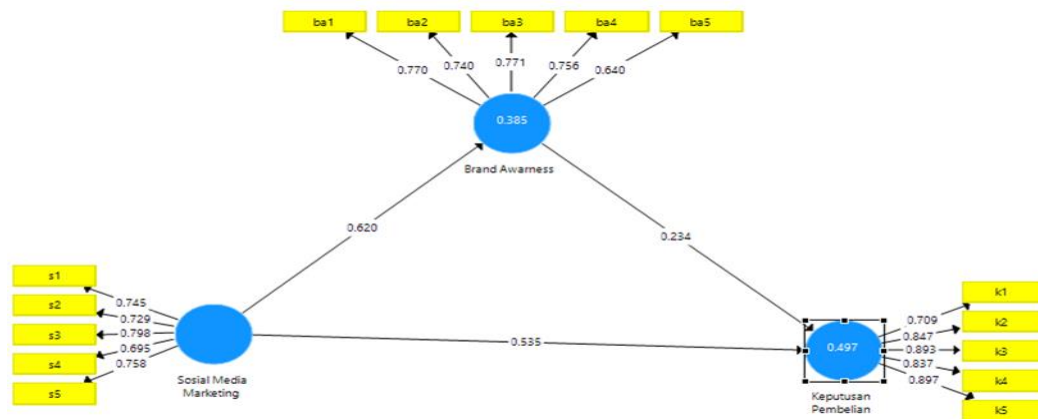 ba1
ba2
ba3
ba4
ba5
0.770
0.740
0.771
0.756
0.640
0.385
Brand Awarness
0.620
0.234
s1
s2
s3
s4
s5
0.745
0.729
0.798
0.695
0.758
Sosial Media
Marketing
0.535
0.497
Keputusan
Pembelian
0.709
0.847
0.893
0.837
0.897
k1
k2
k3
k4
k5